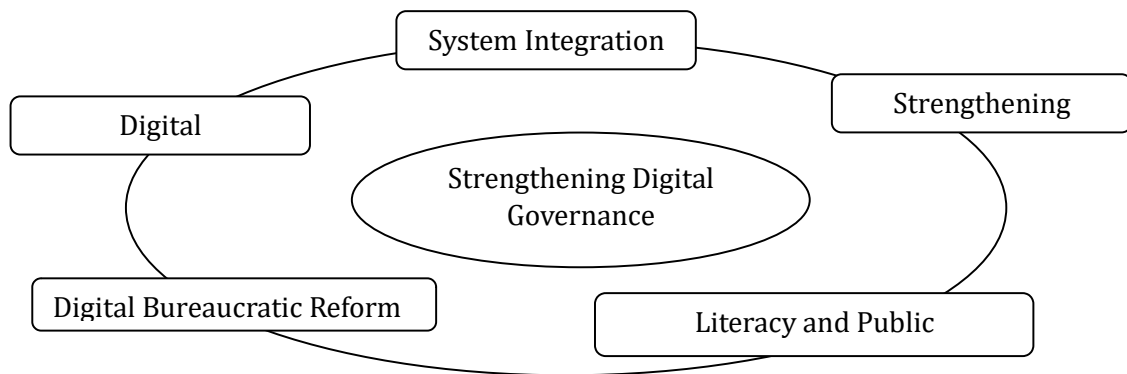 System Integration
Strengthening
Digital
Strengthening Digital
Governance
Digital Bureaucratic Reform
Literacy and Public